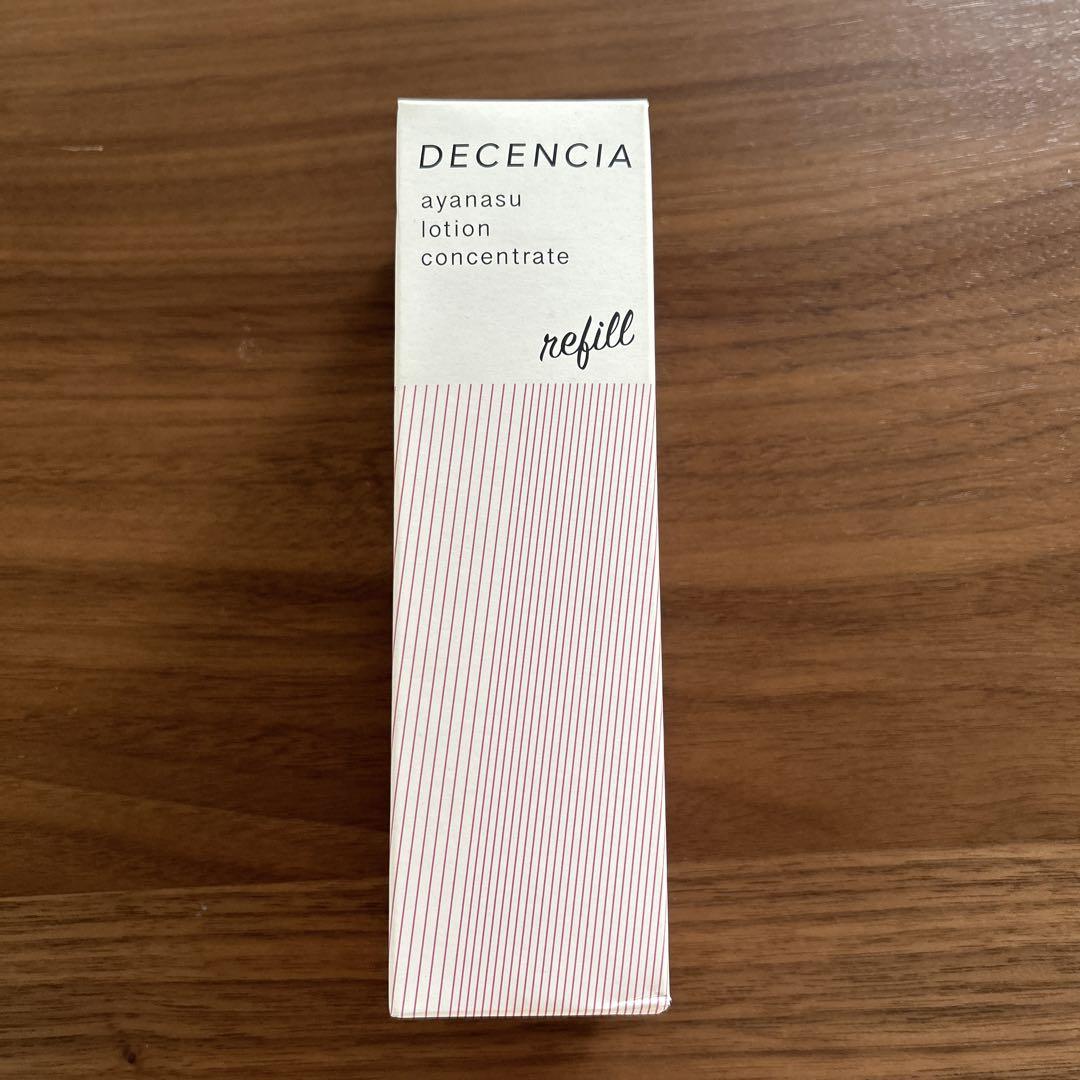 DECENCIA
ayanasu
lotion
concentrate
refill